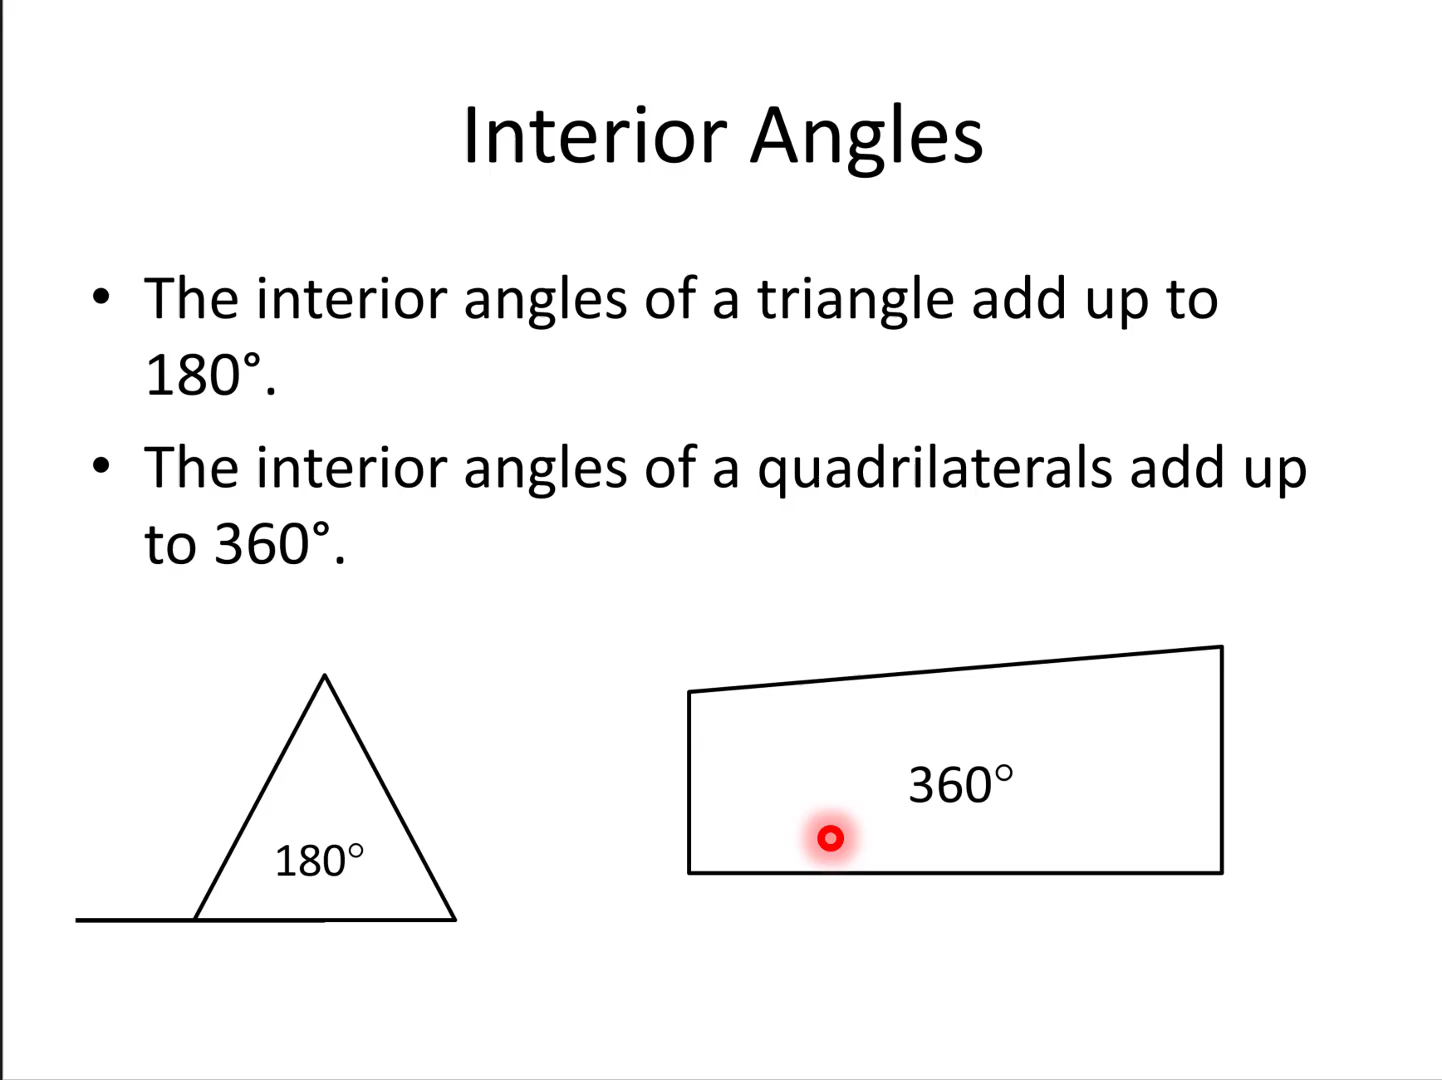 Interior Angles
• The interior angles of a triangle add up to
180°.
• The interior angles of a quadrilaterals add up
to 360°.
360°
180°